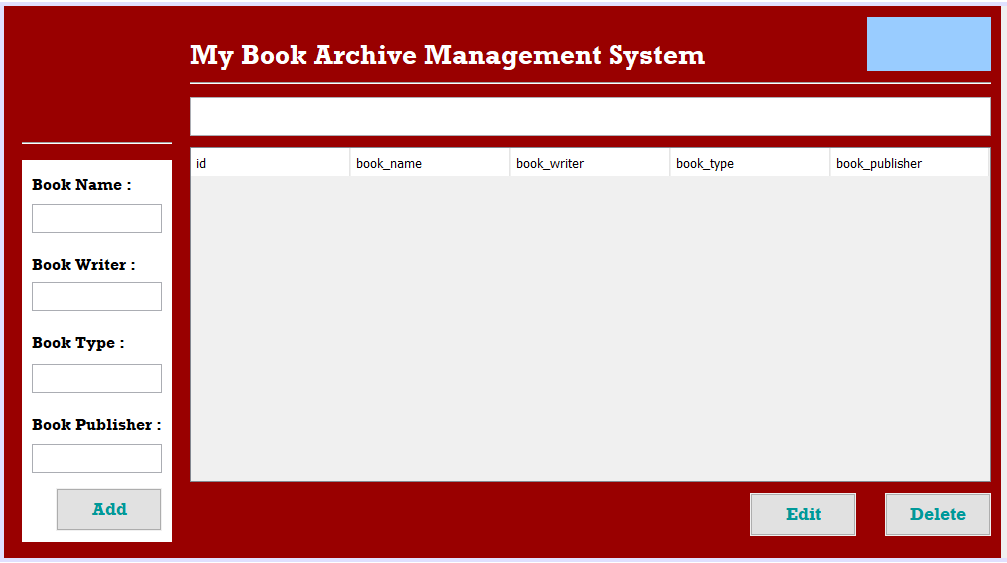 My Book Archive Management System
id book_name book_writer book_type book_publisher
Book Name :
Book Writer :
Book Type :
Book Publisher :
Add
Edit Delete